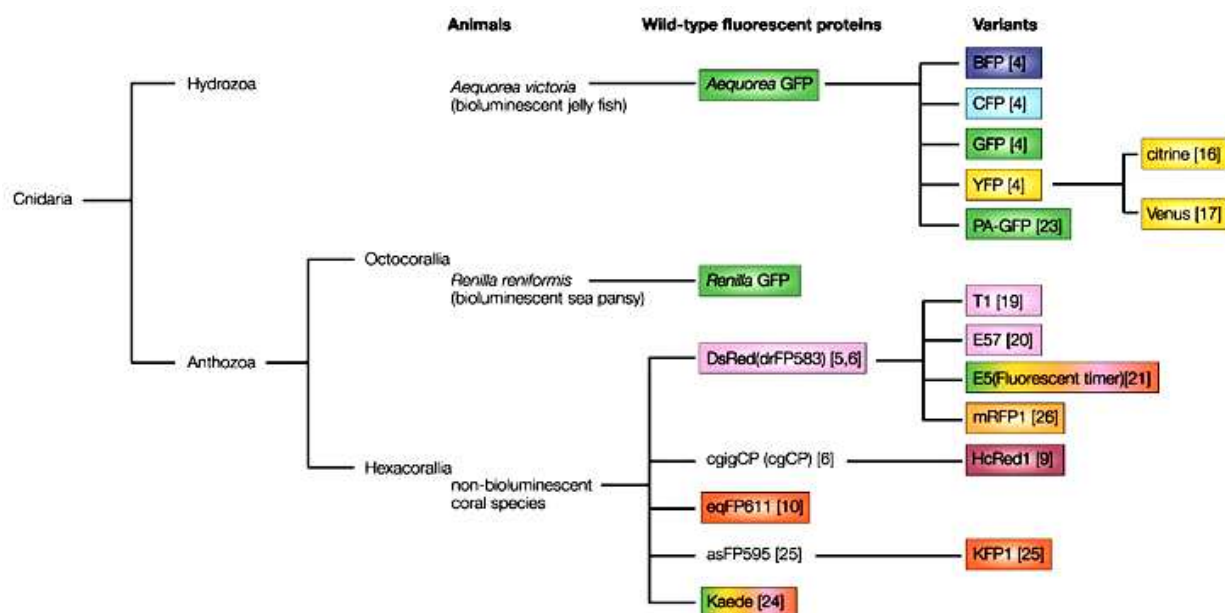 Animals Wild-type fluorescent proteins Variants
Hydrozoa
Aequorea victoria
(bioluminescent jelly fish)
Aequorea GFP
BFP [4]
CFP [4]
GFP [4]
YFP [4]
PA-GFP [23]
citrine [16]
Venus [17]
Cnidaria
Octocorallia
Renilla reniformis
(bioluminescent sea pansy)
Renilla GFP
Anthozoa
DsRed(drFP583) [5,6]
T1 [19]
E57 [20]
E5(Fluorescent timer)[21]
mRFP1 [26]
Hexacorallia
non-bioluminescent
coral species
cgigCP (cgCP) [6]
HcRed1 [9]
eqFP611 [10]
asFP595 [25]
KFP1 [25]
Kaede [24]